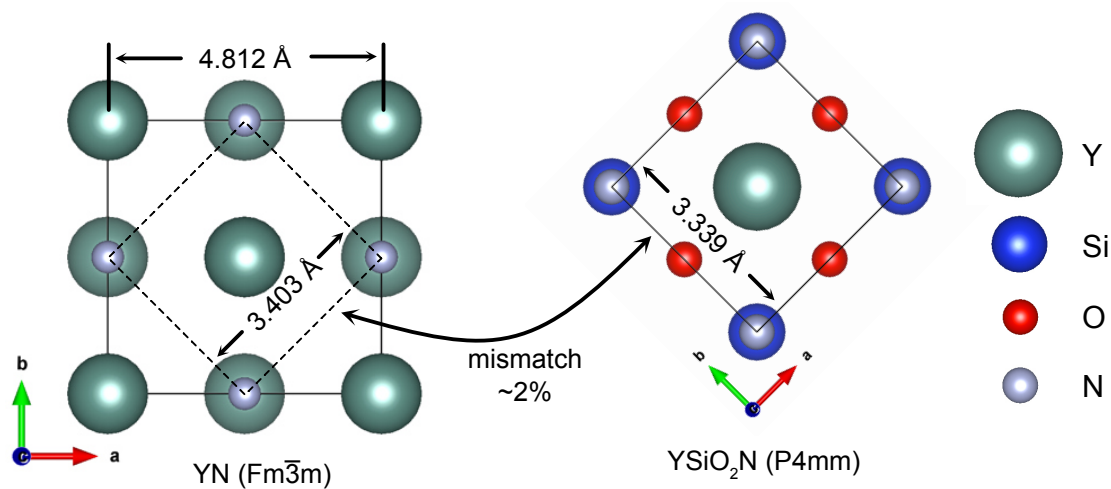 4.812 Å
3.403 Å
b
c
a
YN (Fm3̅m)
mismatch
~2%
3.339 Å
b
a
c
YSiO₂N (P4mm)
Y
Si
O
N